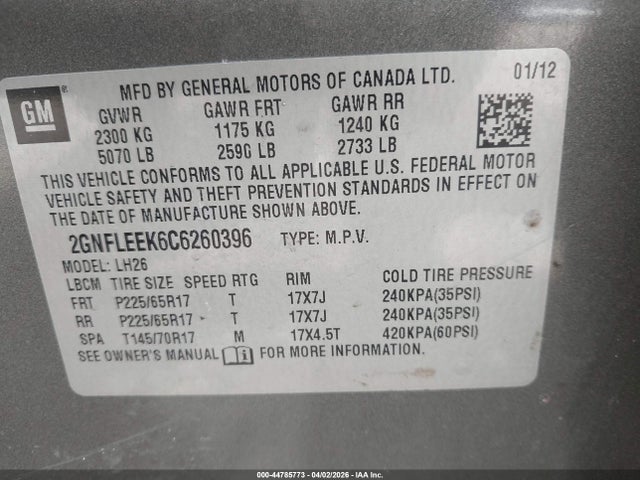 GM
MFD BY GENERAL MOTORS OF CANADA LTD. 01/12
GVWR GAWR FRT GAWR RR
2300 KG 1175 KG 1240 KG
5070 LB 2590 LB 2733 LB
THIS VEHICLE CONFORMS TO ALL APPLICABLE U.S. FEDERAL MOTOR
VEHICLE SAFETY AND THEFT PREVENTION STANDARDS IN EFFECT ON
THE DATE OF MANUFACTURE SHOWN ABOVE.
2GNFLEEK6C6260396 TYPE: M.P.V.
MODEL: LH26
LBCM TIRE SIZE SPEED RTG RIM COLD TIRE PRESSURE
FRT P225/65R17 T 17X7J 240KPA(35PSI)
RR P225/65R17 T 17X7J 240KPA(35PSI)
SPA T145/70R17 M 17X4.5T 420KPA(60PSI)
SEE OWNER'S MANUAL FOR MORE INFORMATION
000-44785773 - 04/02/2026 - IAA Inc.